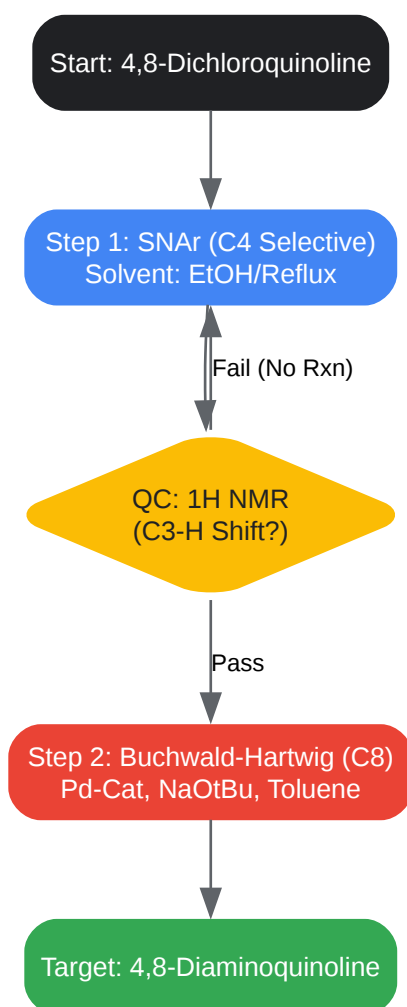 Start: 4,8-Dichloroquinoline
Step 1: SNAr (C4 Selective)
Solvent: EtOH/Reflux
Fail (No Rxn)
QC: 1H NMR
(C3-H Shift?)
Pass
Step 2: Buchwald-Hartwig (C8)
Pd-Cat, NaOtBu, Toluene
Target: 4,8-Diaminoquinoline